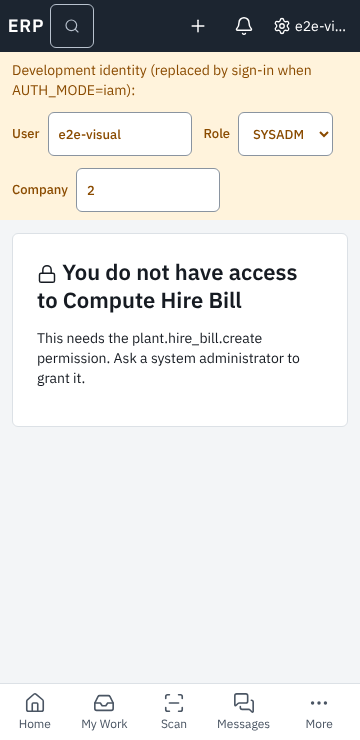 ERP
e2e-vi...
Development identity (replaced by sign-in when
AUTH_MODE=iam):
User e2e-visual Role SYSADM
Company 2
You do not have access
to Compute Hire Bill
This needs the plant.hire_bill.create
permission. Ask a system administrator to
grant it.
Home My Work Scan Messages More